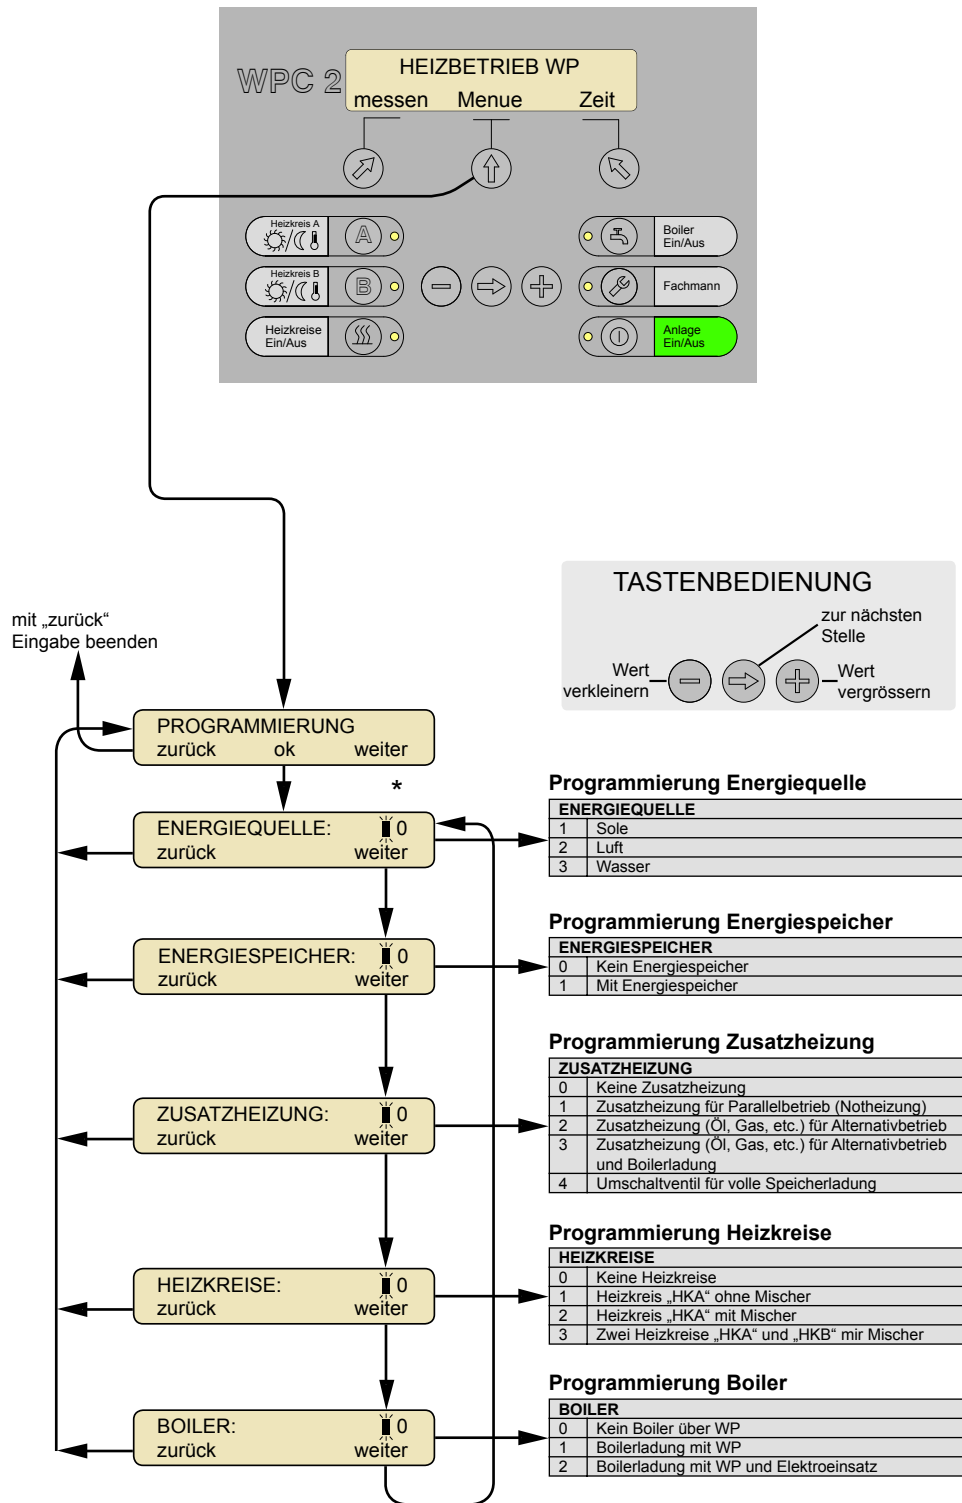 WPC 2
HEIZBETRIEB WP
messen Menue Zeit
Heizkreis A
A
Boiler
Ein/Aus
Heizkreis B
B
Fachmann
Heizkreise
Ein/Aus
Anlage
Ein/Aus
TASTENBEDIENUNG
zur nächsten
Stelle
Wert
verkleinern
Wert
vergrössern
mit „zurück“
Eingabe beenden
PROGRAMMIERUNG
zurück ok weiter
*
ENERGIEQUELLE: 0
zurück weiter
Programmierung Energiequelle
ENERGIEQUELLE
1 Sole
2 Luft
3 Wasser
ENERGIESPEICHER: 0
zurück weiter
Programmierung Energiespeicher
ENERGIESPEICHER
0 Kein Energiespeicher
1 Mit Energiespeicher
ZUSATZHEIZUNG: 0
zurück weiter
Programmierung Zusatzheizung
ZUSATZHEIZUNG
0 Keine Zusatzheizung
1 Zusatzheizung für Parallelbetrieb (Notheizung)
2 Zusatzheizung (Öl, Gas, etc.) für Alternativbetrieb
3 Zusatzheizung (Öl, Gas, etc.) für Alternativbetrieb
und Boilerladung
4 Umschaltventil für volle Speicherladung
HEIZKREISE: 0
zurück weiter
Programmierung Heizkreise
HEIZKREISE
0 Keine Heizkreise
1 Heizkreis „HKA“ ohne Mischer
2 Heizkreis „HKA“ mit Mischer
3 Zwei Heizkreise „HKA“ und „HKB“ mir Mischer
BOILER: 0
zurück weiter
Programmierung Boiler
BOILER
0 Kein Boiler über WP
1 Boilerladung mit WP
2 Boilerladung mit WP und Elektroeinsatz